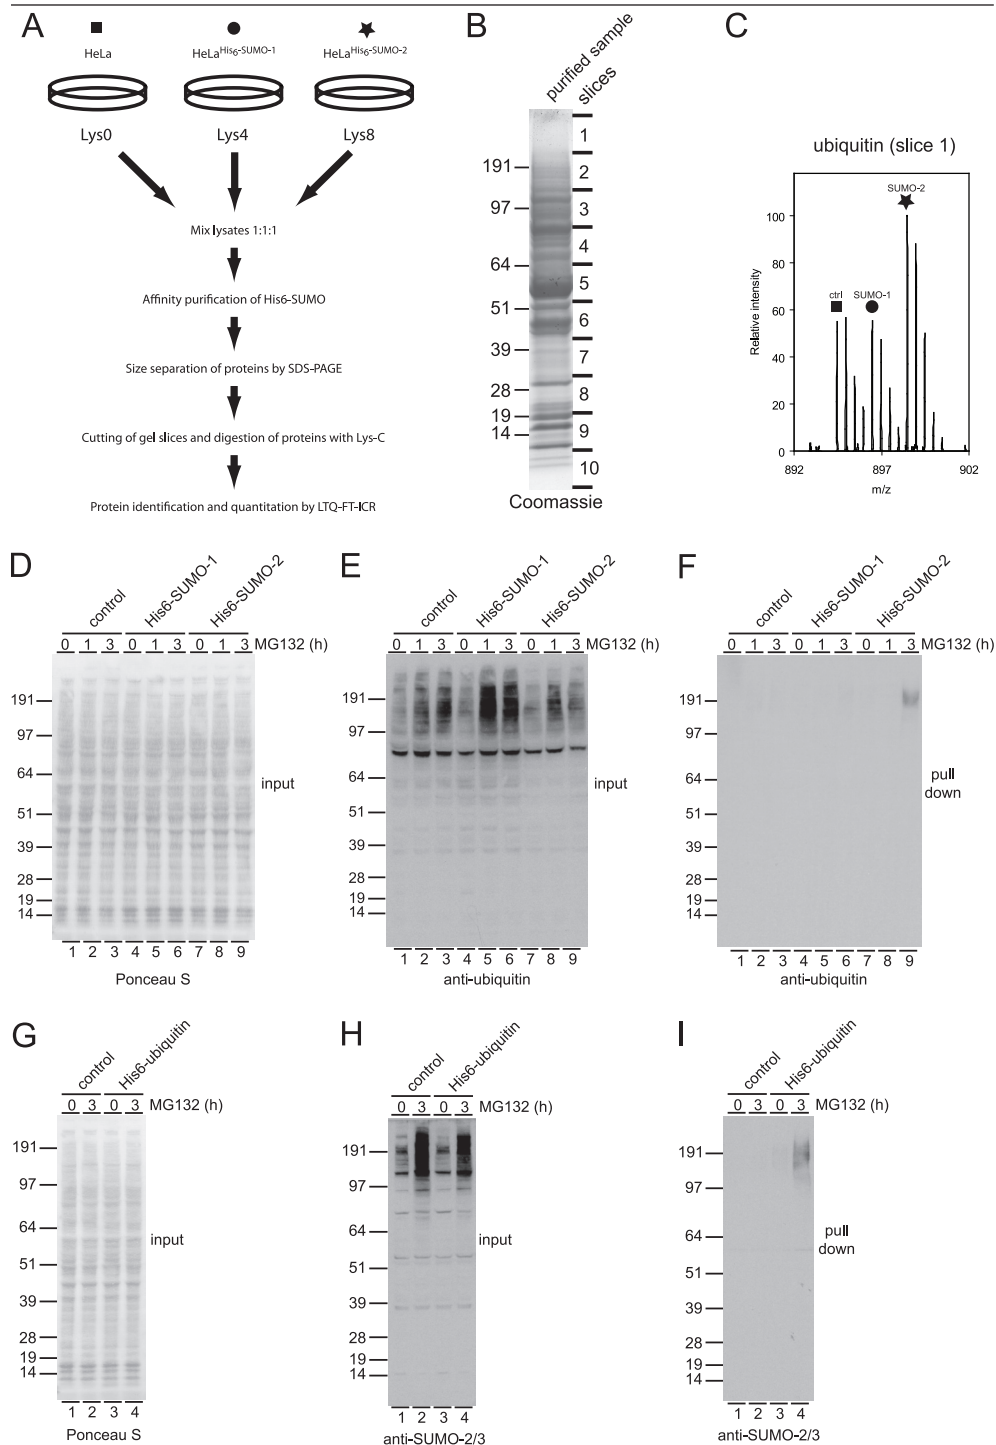 A
HeLa
HeLaHis6-SUMO-1
HeLaHis6-SUMO-2
Lys0
Lys4
Lys8
Mix lysates 1:1:1
Affinity purification of His6-SUMO
Size separation of proteins by SDS-PAGE
Cutting of gel slices and digestion of proteins with Lys-C
Protein identification and quantitation by LTQ-FT-ICR
B
purified sample
slices
191
97
64
51
39
28
19
14
1
2
3
4
5
6
7
8
9
10
Coomassie
C
ubiquitin (slice 1)
SUMO-2
ctrl
SUMO-1
Relative intensity
100
80
60
40
20
0
892
897
902
m/z
D
control
His6-SUMO-1
His6-SUMO-2
0 1 3 0 1 3 0 1 3 MG132 (h)
191
97
64
51
39
28
19
14
input
1 2 3 4 5 6 7 8 9
Ponceau S
E
control
His6-SUMO-1
His6-SUMO-2
0 1 3 0 1 3 0 1 3 MG132 (h)
191
97
64
51
39
28
19
14
input
1 2 3 4 5 6 7 8 9
anti-ubiquitin
F
control
His6-SUMO-1
His6-SUMO-2
0 1 3 0 1 3 0 1 3 MG132 (h)
191
97
64
51
39
28
19
14
pull
down
1 2 3 4 5 6 7 8 9
anti-ubiquitin
G
control
His6-ubiquitin
0 3 0 3 MG132 (h)
191
97
64
51
39
28
19
14
input
1 2 3 4
Ponceau S
H
control
His6-ubiquitin
0 3 0 3 MG132 (h)
191
97
64
51
39
28
19
14
input
1 2 3 4
anti-SUMO-2/3
I
control
His6-ubiquitin
0 3 0 3 MG132 (h)
191
97
64
51
39
28
19
14
pull
down
1 2 3 4
anti-SUMO-2/3